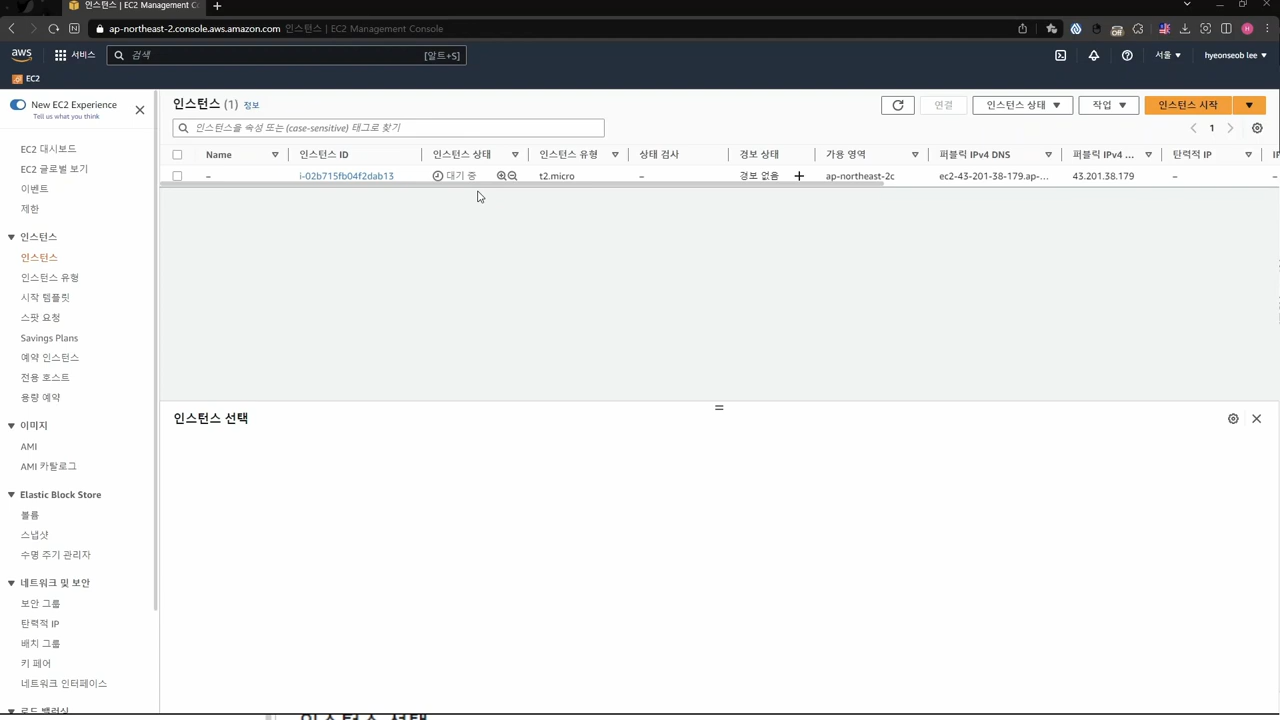 인스턴스 | EC2 Management Con
ap-northeast-2.console.aws.amazon.com 인스턴스 | EC2 Management Console
aws 서비스 검색 [알트+S] 서울 hyeonseob lee
EC2
New EC2 Experience
Tell us what you think
EC2 대시보드
EC2 글로벌 보기
이벤트
제한
인스턴스
인스턴스
인스턴스 유형
시작 템플릿
스팟 요청
Savings Plans
예약 인스턴스
전용 호스트
용량 예약
이미지
AMI
AMI 카탈로그
Elastic Block Store
볼륨
스냅샷
수명 주기 관리자
네트워크 및 보안
보안 그룹
탄력적 IP
배치 그룹
키 페어
네트워크 인터페이스
로드 밸런싱
인스턴스 (1) 정보
연결 인스턴스 상태 작업 인스턴스 시작
인스턴스을 속성 또는 (case-sensitive) 태그로 찾기
1
Name 인스턴스 ID 인스턴스 상태 인스턴스 유형 상태 검사 경보 상태 가용 영역 퍼블릭 IPv4 DNS 퍼블릭 IPv4 ... 탄력적 IP
– i-02b715fb04f2dab13 대기 중 t2.micro – 경보 없음 + ap-northeast-2c ec2-43-201-38-179.ap-... 43.201.38.179 – –
인스턴스 선택
인스턴스 선택